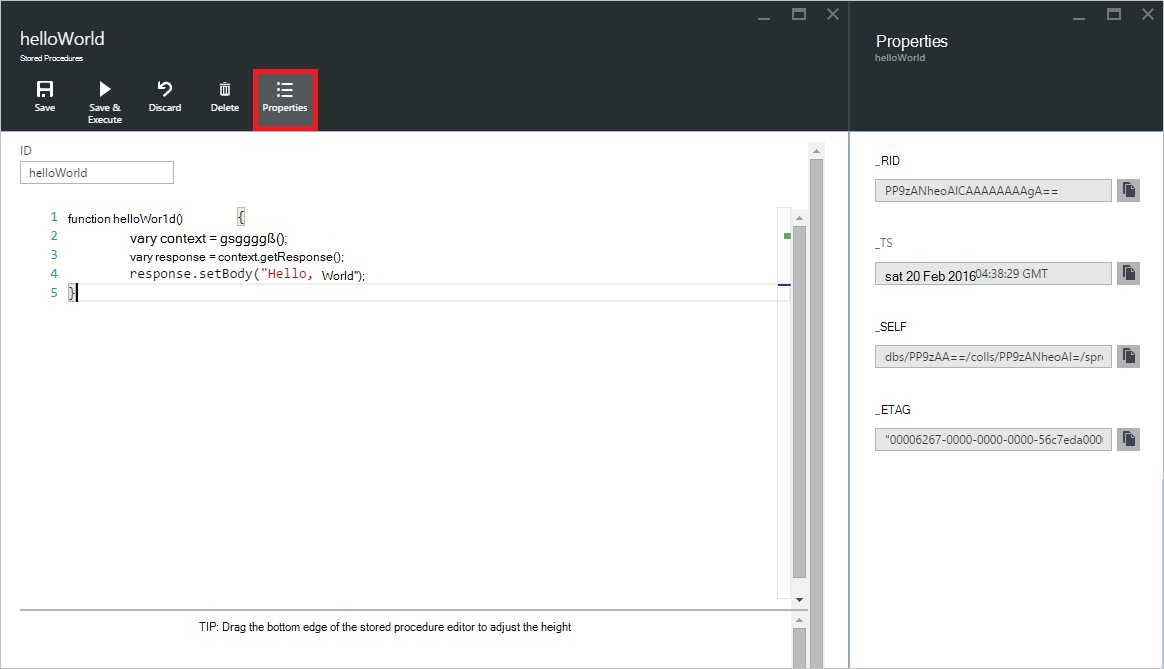 helloWorld
Stored Procedures
Save
Save & Execute
Discard
Delete
Properties
ID
helloWorld
1 function helloWor1d() {
2 vary context = gsggggß();
3 vary response = context.getResponse();
4 response.setBody("Hello, World");
5 }
TIP: Drag the bottom edge of the stored procedure editor to adjust the height
Properties
helloWorld
_RID
PP9zANheoAICAAAAAAAAgA==
_TS
sat 20 Feb 2016 04:38:29 GMT
_SELF
dbs/PP9zAA==/colls/PP9zANheoAI=/spr
_ETAG
"00006267-0000-0000-0000-56c7eda000